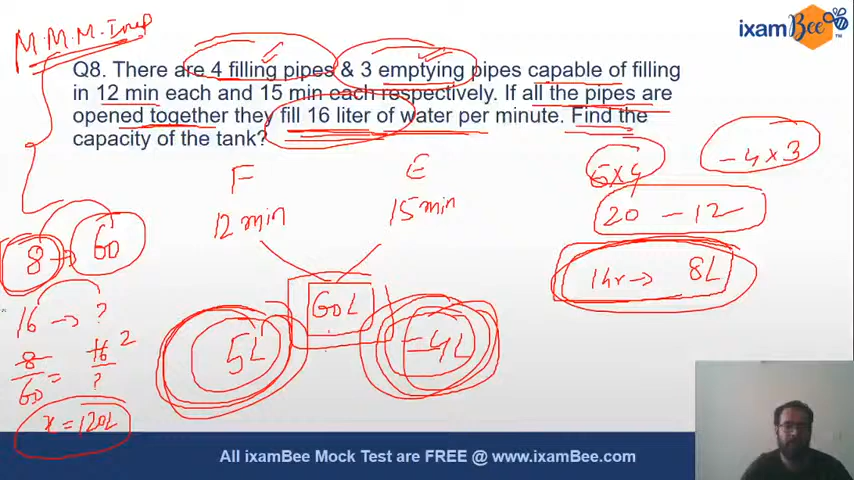 M.M.M. Imp
ixamBee
Q8. There are 4 filling pipes & 3 emptying pipes capable of filling
in 12 min each and 15 min each respectively. If all the pipes are
opened together they fill 16 liter of water per minute. Find the
capacity of the tank?
F E
12 min 15 min
60L
5L -4L
5x4 -4x3
20 - 12
1hr → 8L
8 → 60
16 → ?
8/60 = 16/? 2
x = 120L
All ixamBee Mock Test are FREE @ www.ixamBee.com